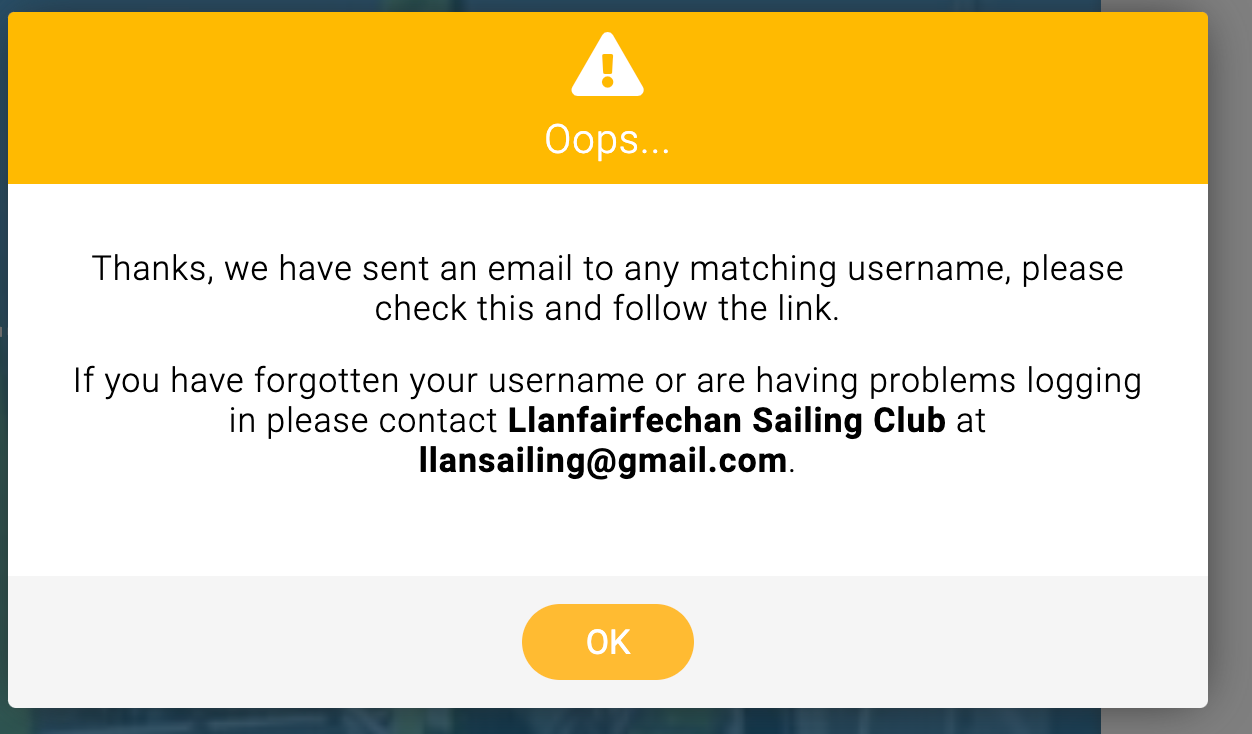 Oops...
Thanks, we have sent an email to any matching username, please
check this and follow the link.
If you have forgotten your username or are having problems logging
in please contact Llanfairfechan Sailing Club at
llansailing@gmail.com.
OK